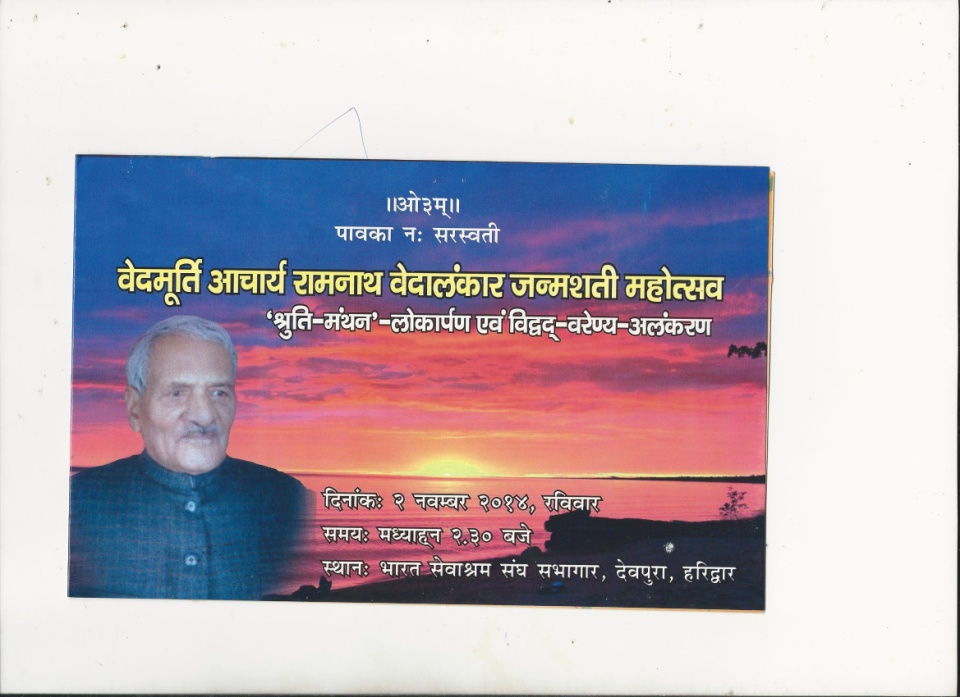 ॥ओ३म्॥
पावका नः सरस्वती
वेदमूर्ति आचार्य रामनाथ वेदालंकार जन्मशती महोत्सव
‘श्रुति-मंथन’-लोकार्पण एवं विद्वद्-वरेण्य-अलंकरण
दिनांकः २ नवम्बर २०१४, रविवार
समयः मध्याह्न २.३० बजे
स्थानः भारत सेवाश्रम संघ सभागार, देवपुरा, हरिद्वार